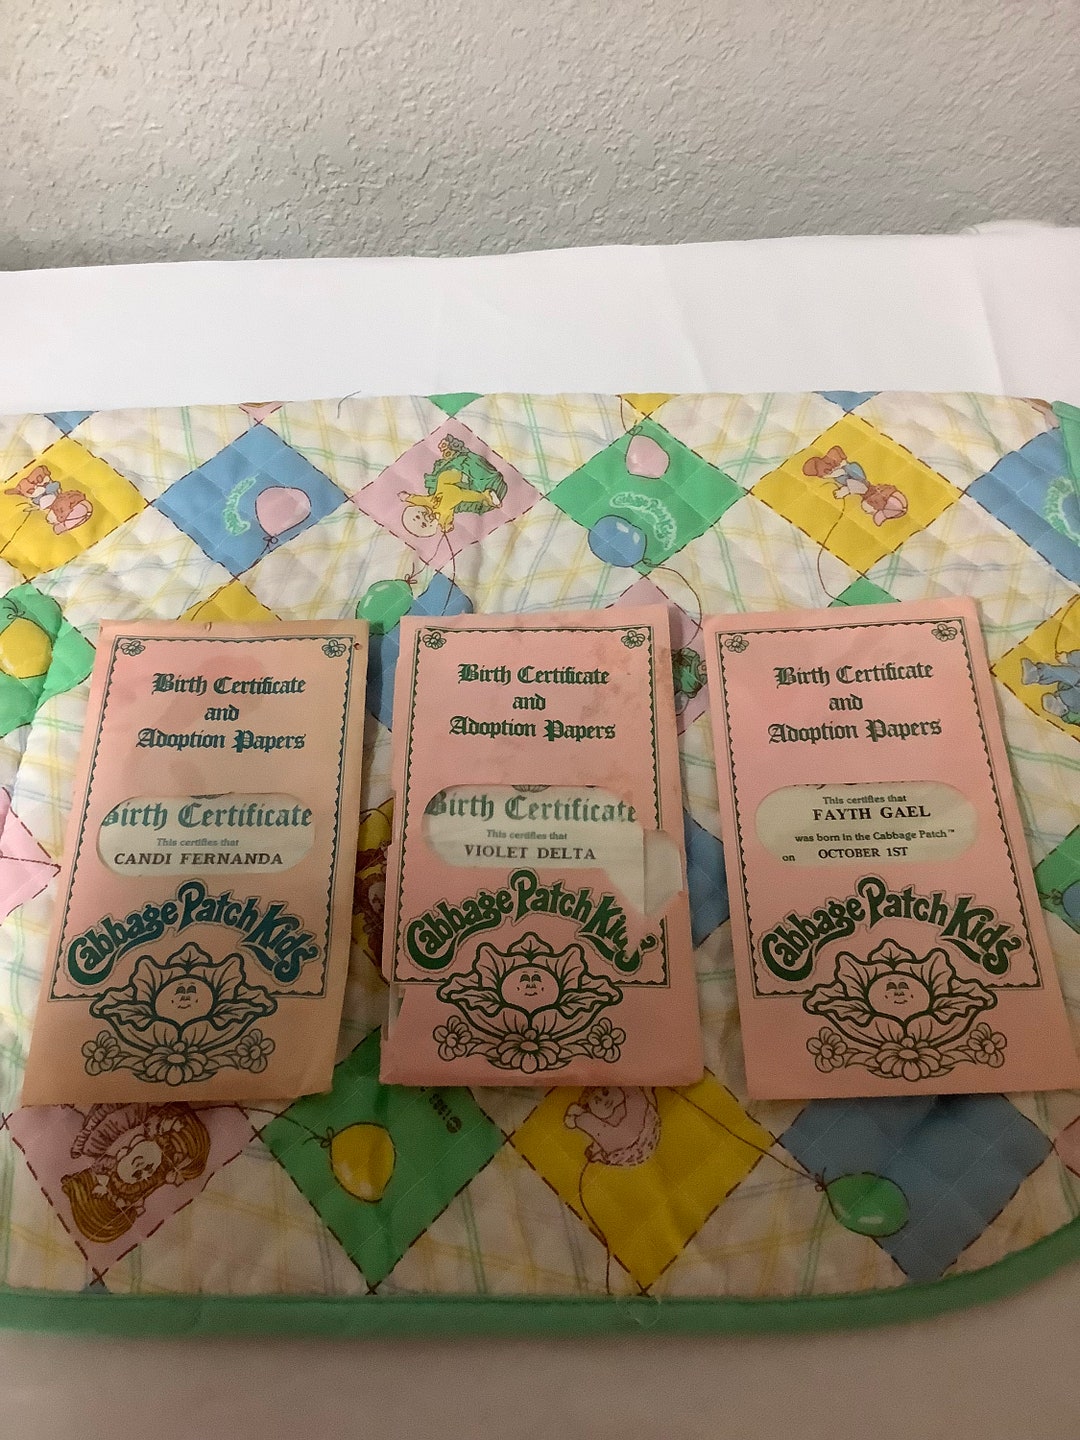 Birth Certificate
and
Adoption Papers
Birth Certificate
This certifies that
CANDI FERNANDA
Cabbage Patch Kids
Birth Certificate
and
Adoption Papers
Birth Certificate
This certifies that
VIOLET DELTA
Cabbage Patch Kids
Birth Certificate
and
Adoption Papers
This certifies that
FAYTH GAEL
was born in the Cabbage Patch™
on OCTOBER 1ST
Cabbage Patch Kids